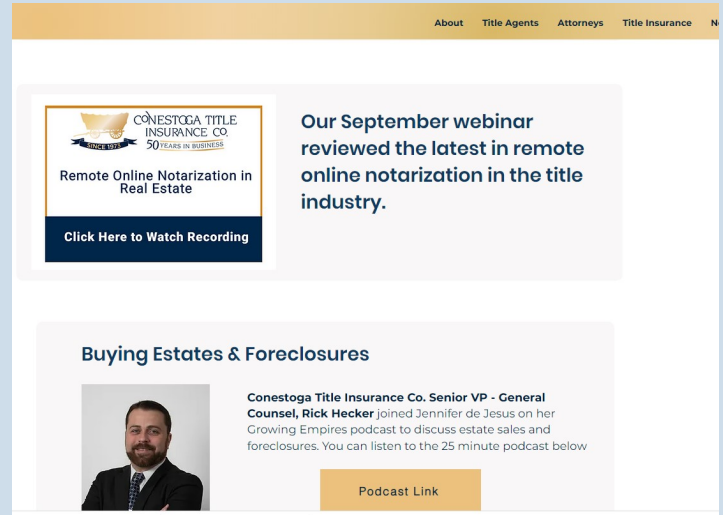 About Title Agents Attorneys Title Insurance
CONESTOGA TITLE
INSURANCE CO.
SINCE 1973 50 YEARS IN BUSINESS
Remote Online Notarization in
Real Estate
Click Here to Watch Recording
Our September webinar
reviewed the latest in remote
online notarization in the title
industry.
Buying Estates & Foreclosures
Conestoga Title Insurance Co. Senior VP - General
Counsel, Rick Hecker joined Jennifer de Jesus on her
Growing Empires podcast to discuss estate sales and
foreclosures. You can listen to the 25 minute podcast below
Podcast Link